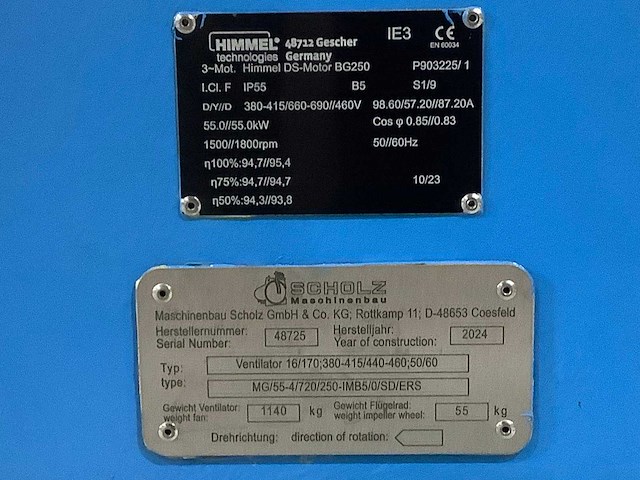 HIMMEL® 48712 Gescher IE3 CE
technologies Germany EN 60034
3~Mot. Himmel DS-Motor BG250 P903225/ 1
I.Cl. F IP55 B5 S1/9
D/Y//D 380-415/660-690//460V 98.60/57.20//87.20A
55.0//55.0kW Cos φ 0.85//0.83
1500//1800rpm 50//60Hz
η100%:94,7//95,4
η75%:94,7//94,7 10/23
η50%:94,3//93,8
SCHOLZ
Maschinenbau
Maschinenbau Scholz GmbH & Co. KG; Rottkamp 11; D-48653 Coesfeld
Herstellernummer: 48725 Herstelljahr: 2024
Serial Number: Year of construction:
Typ: Ventilator 16/170;380-415/440-460;50/60
type: MG/55-4/720/250-IMB5/0/SD/ERS
Gewicht Ventilator: 1140 kg Gewicht Flügelrad: 55 kg
weight fan: weight impeller wheel:
Drehrichtung: direction of rotation: